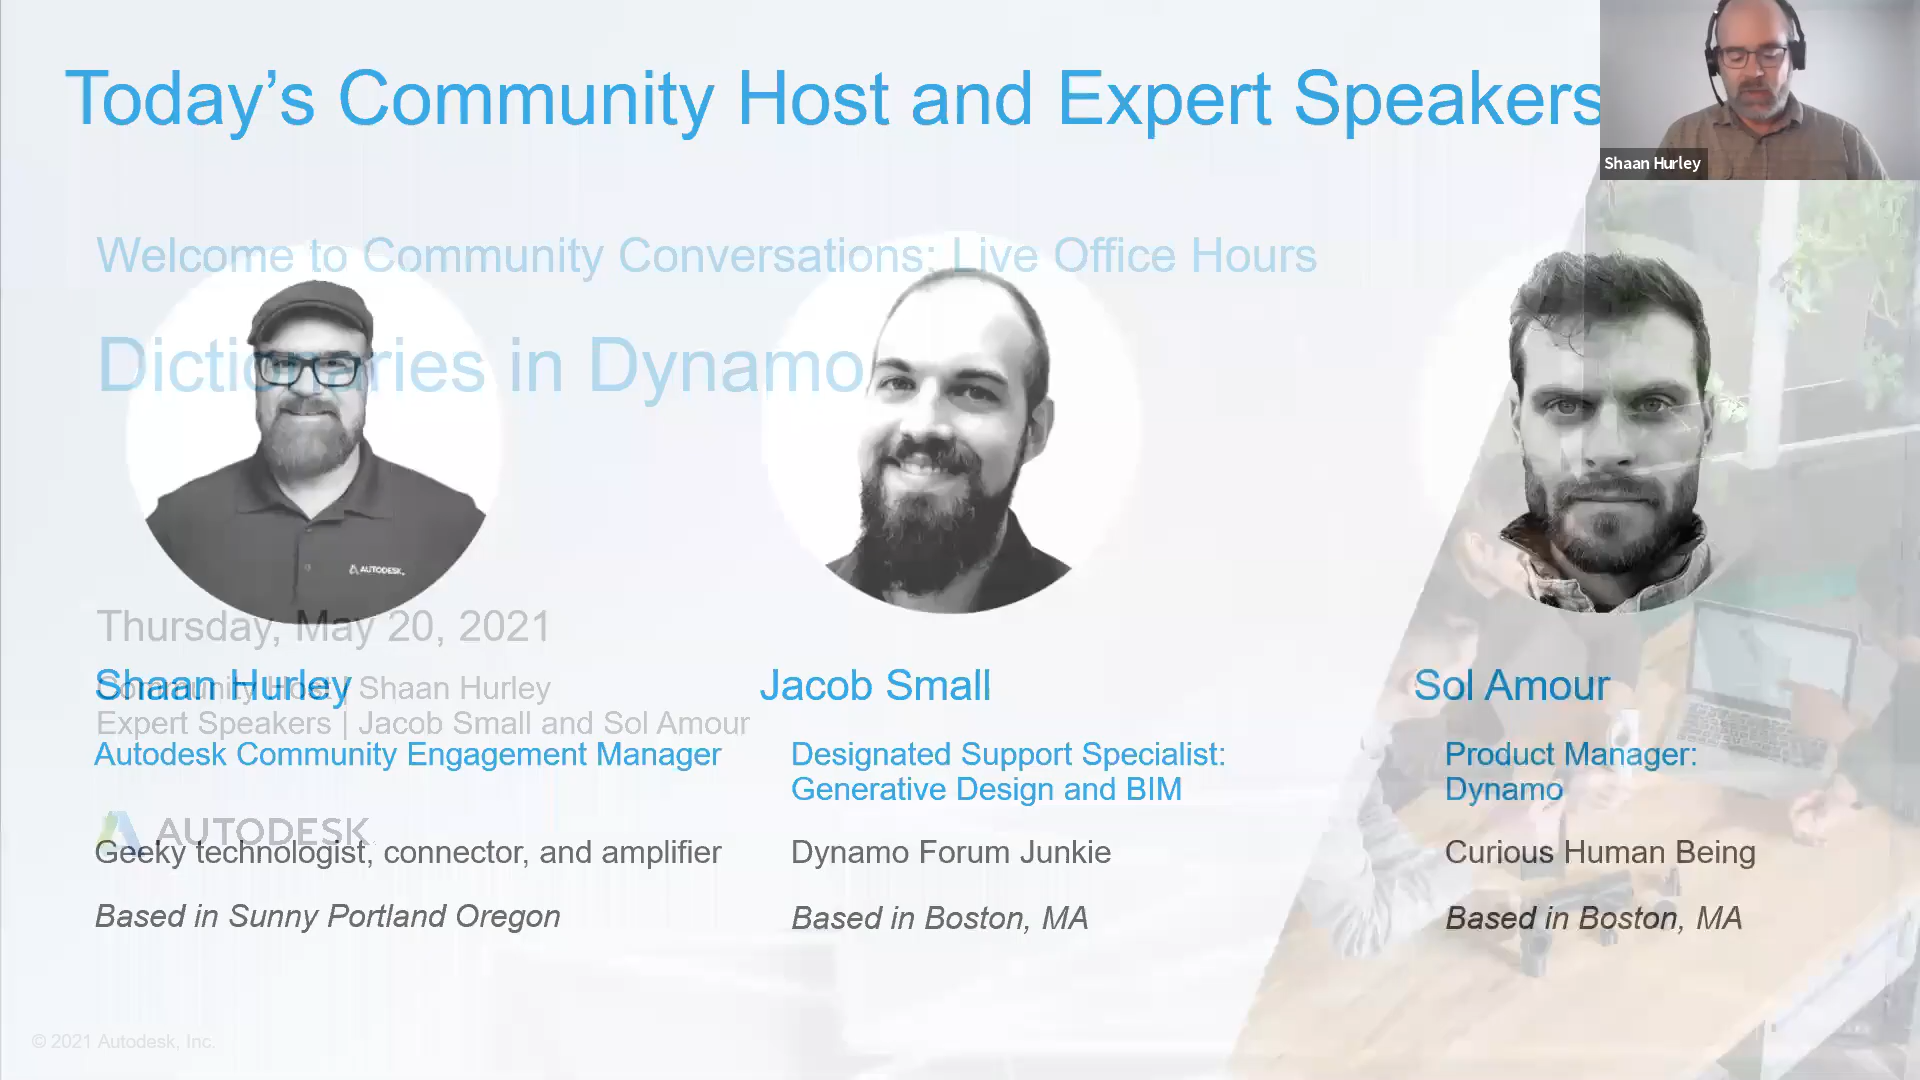 Today's Community Host and Expert Speakers
Shaan Hurley
Welcome to Community Conversations: Live Office Hours
Dictionaries in Dynamo
AUTODESK
Thursday, May 20, 2021
Community Host | Shaan Hurley
Expert Speakers | Jacob Small and Sol Amour
Shaan Hurley
Autodesk Community Engagement Manager
AUTODESK
Geeky technologist, connector, and amplifier
Based in Sunny Portland Oregon
Jacob Small
Designated Support Specialist:
Generative Design and BIM
Dynamo Forum Junkie
Based in Boston, MA
Sol Amour
Product Manager:
Dynamo
Curious Human Being
Based in Boston, MA
© 2021 Autodesk, Inc.